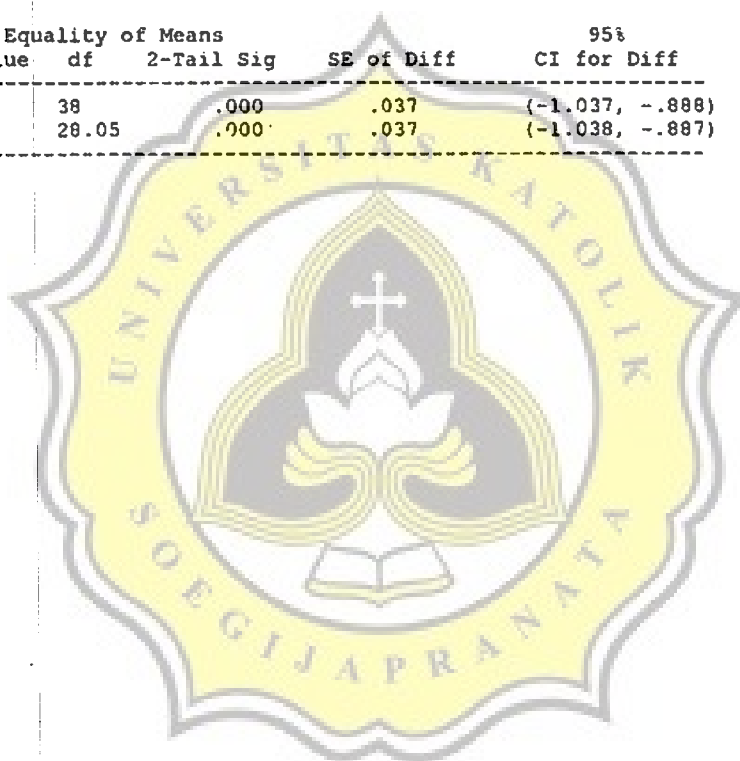 Equality of Means 95%
lue df 2-Tail Sig SE of Diff CI for Diff
38 .000 .037 (-1.037, -.888)
28.05 .000 .037 (-1.038, -.887)
UNIVERSITAS KATOLIK
SOEGIJAPRANATA